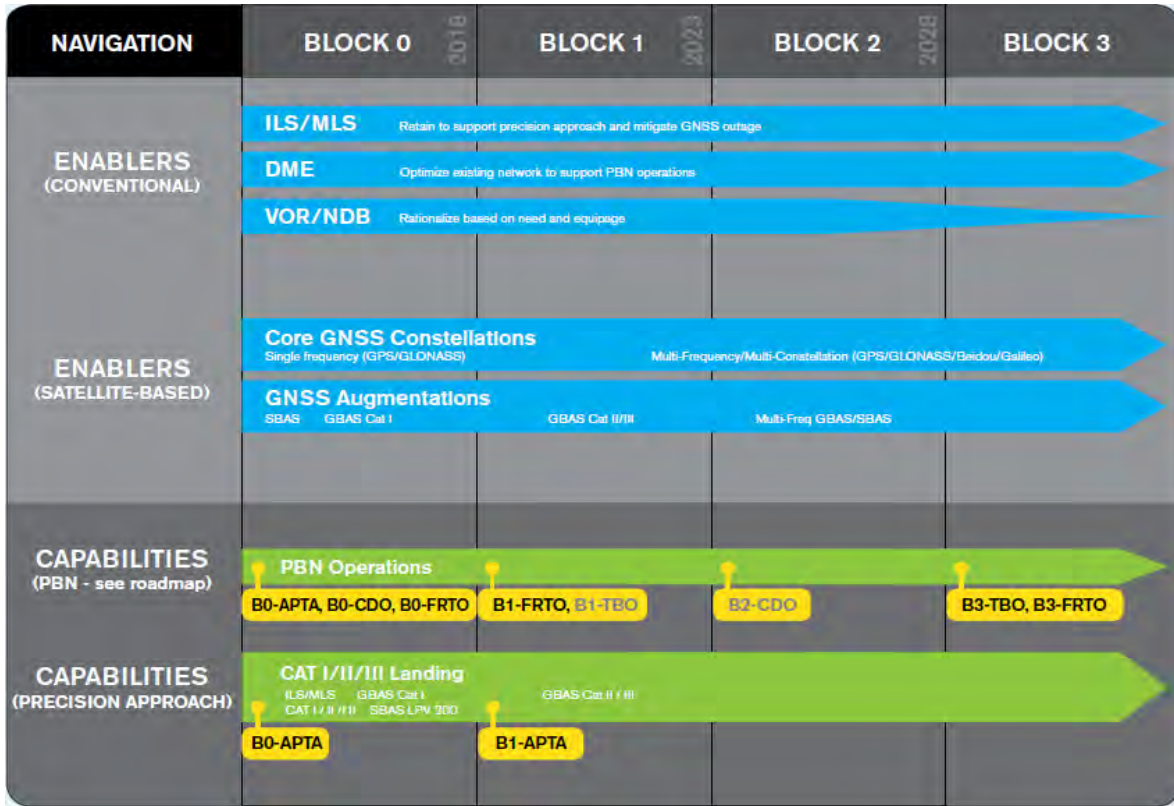 NAVIGATION
BLOCK 0
2018
BLOCK 1
2023
BLOCK 2
2028
BLOCK 3
ENABLERS
(CONVENTIONAL)
ILS/MLS Retain to support precision approach and mitigate GNSS outage
DME Optimize existing network to support PBN operations
VOR/NDB Rationalize based on need and equipage
ENABLERS
(SATELLITE-BASED)
Core GNSS Constellations
Single frequency (GPS/GLONASS) Multi-Frequency/Multi-Constellation (GPS/GLONASS/Beidou/Galileo)
GNSS Augmentations
SBAS GBAS Cat I GBAS Cat II/III Multi-Freq GBAS/SBAS
CAPABILITIES
(PBN - see roadmap)
PBN Operations
B0-APTA, B0-CDO, B0-FRTO B1-FRTO, B1-TBO B2-CDO B3-TBO, B3-FRTO
CAPABILITIES
(PRECISION APPROACH)
CAT I/II/III Landing
ILS/MLS GBAS Cat I GBAS Cat II / III
CAT I / II / III SBAS LPV 200
B0-APTA B1-APTA